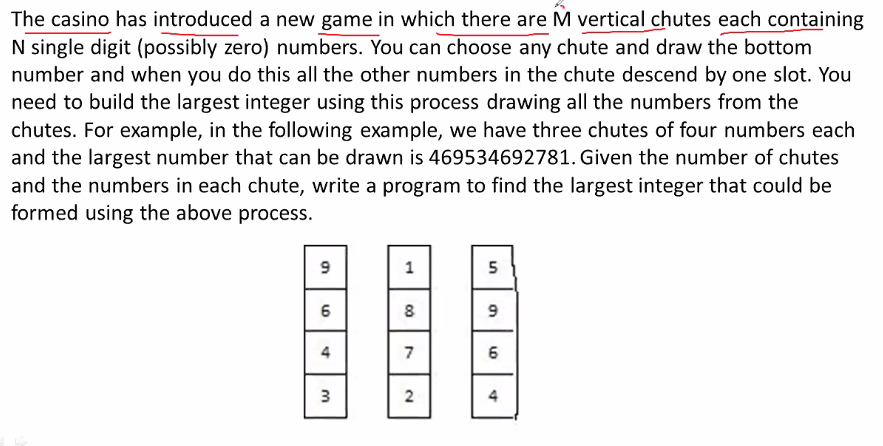 The casino has introduced a new game in which there are M vertical chutes each containing
N single digit (possibly zero) numbers. You can choose any chute and draw the bottom
number and when you do this all the other numbers in the chute descend by one slot. You
need to build the largest integer using this process drawing all the numbers from the
chutes. For example, in the following example, we have three chutes of four numbers each
and the largest number that can be drawn is 469534692781. Given the number of chutes
and the numbers in each chute, write a program to find the largest integer that could be
formed using the above process.
9 1 5
6 8 9
4 7 6
3 2 4